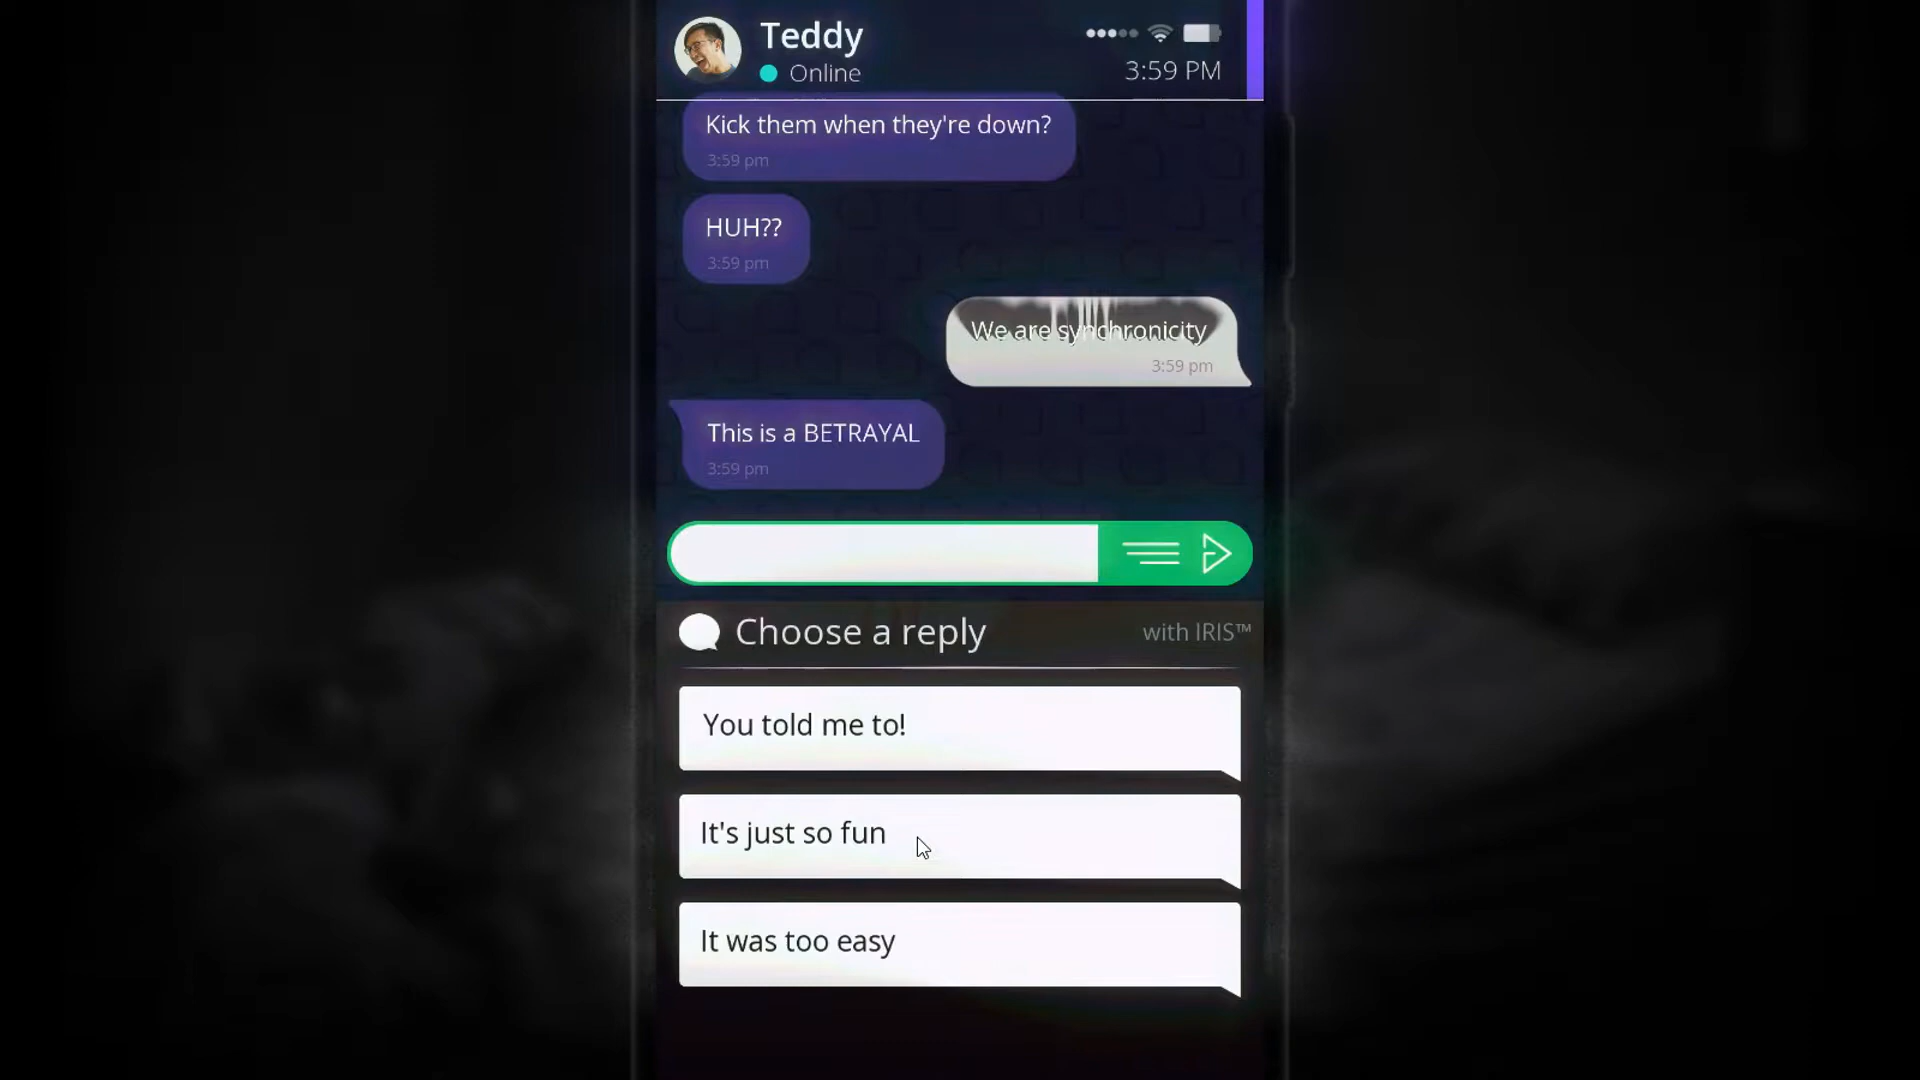 Teddy
Online
3:59 PM
Kick them when they're down?
3:59 pm
HUH??
3:59 pm
We are synchronicity
3:59 pm
This is a BETRAYAL
3:59 pm
Choose a reply
with IRIS™
You told me to!
It's just so fun
It was too easy